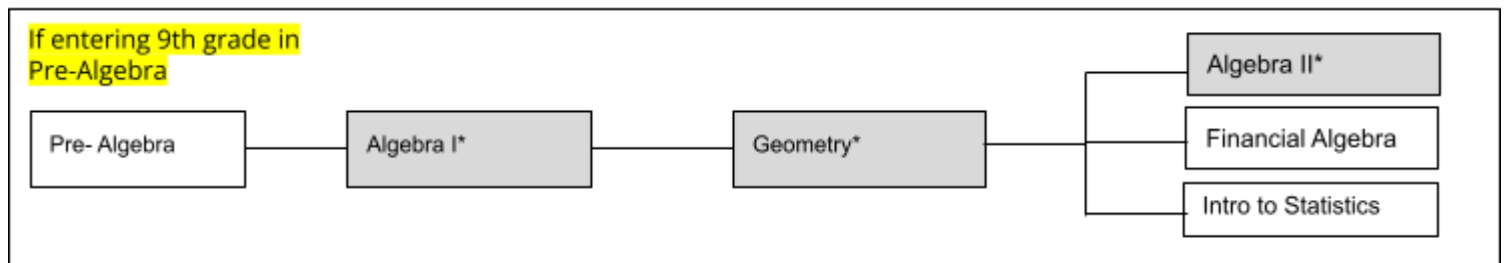 If entering 9th grade in
Pre-Algebra
Pre- Algebra
Algebra I*
Geometry*
Algebra II*
Financial Algebra
Intro to Statistics